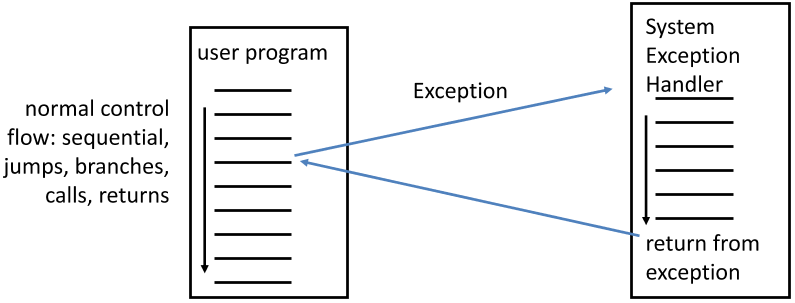 user program
normal control
flow: sequential,
jumps, branches,
calls, returns
Exception
System
Exception
Handler
return from
exception